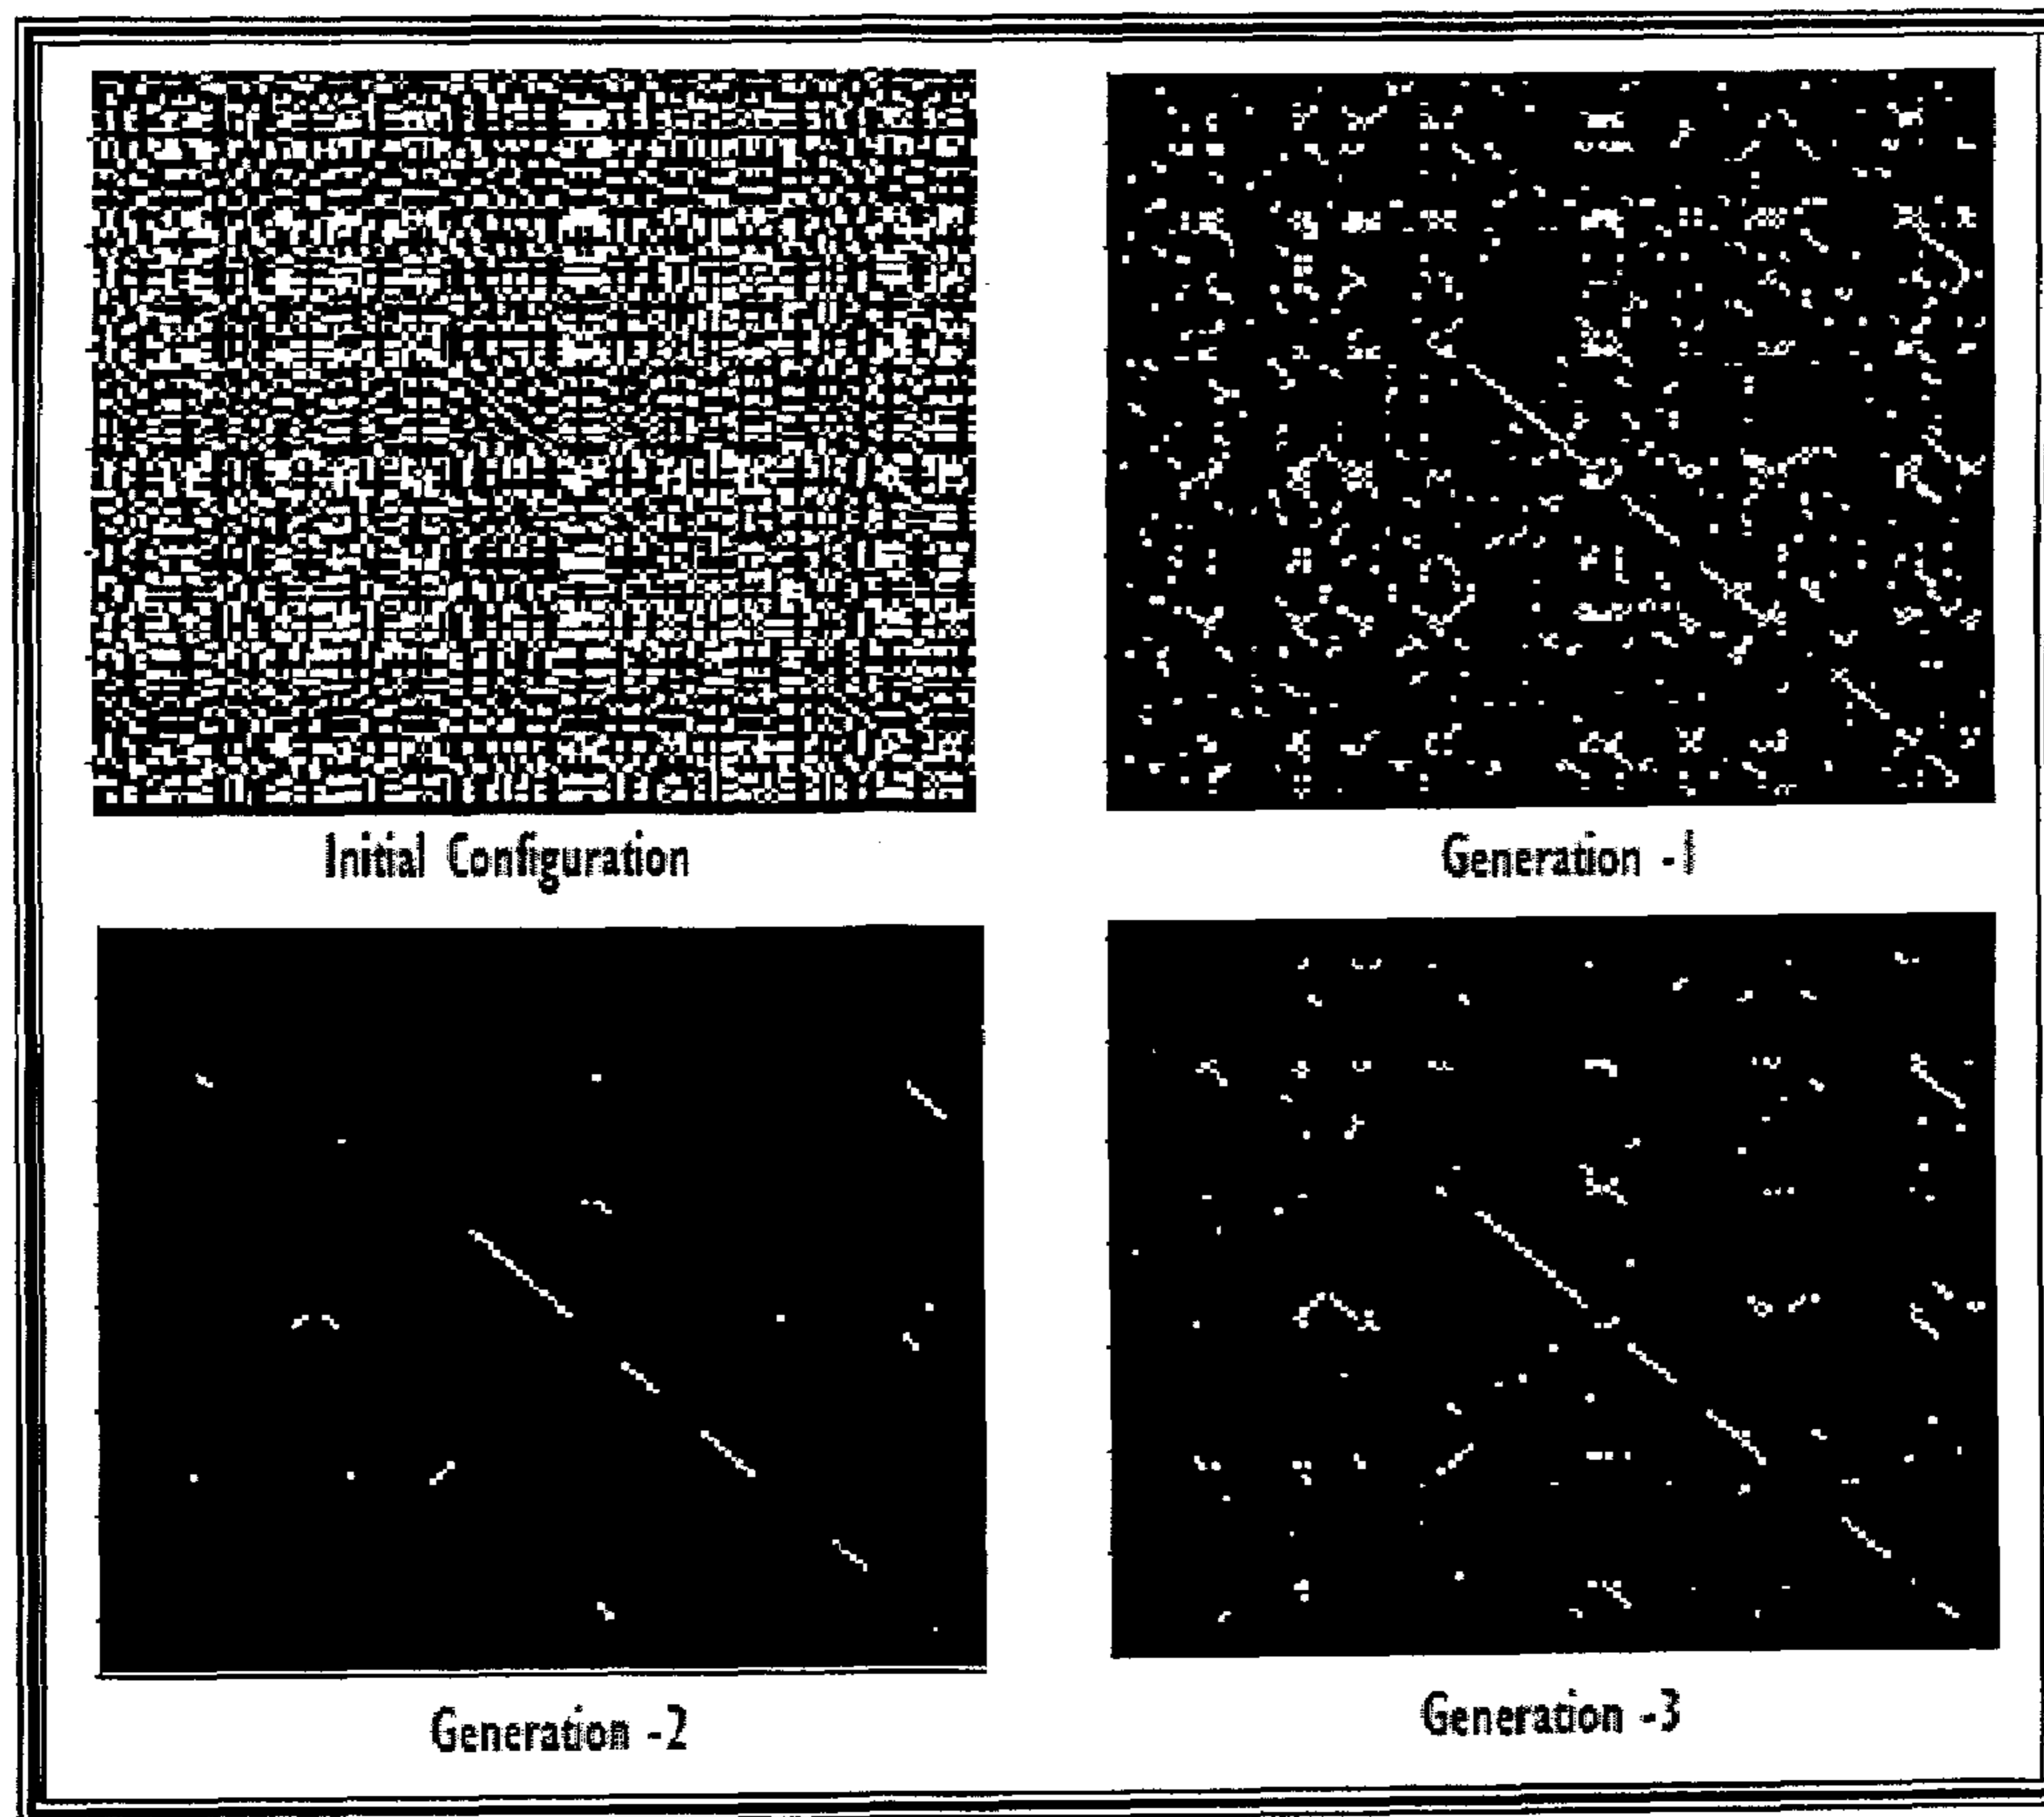 Initial Configuration
Generation -1
Generation -2
Generation -3